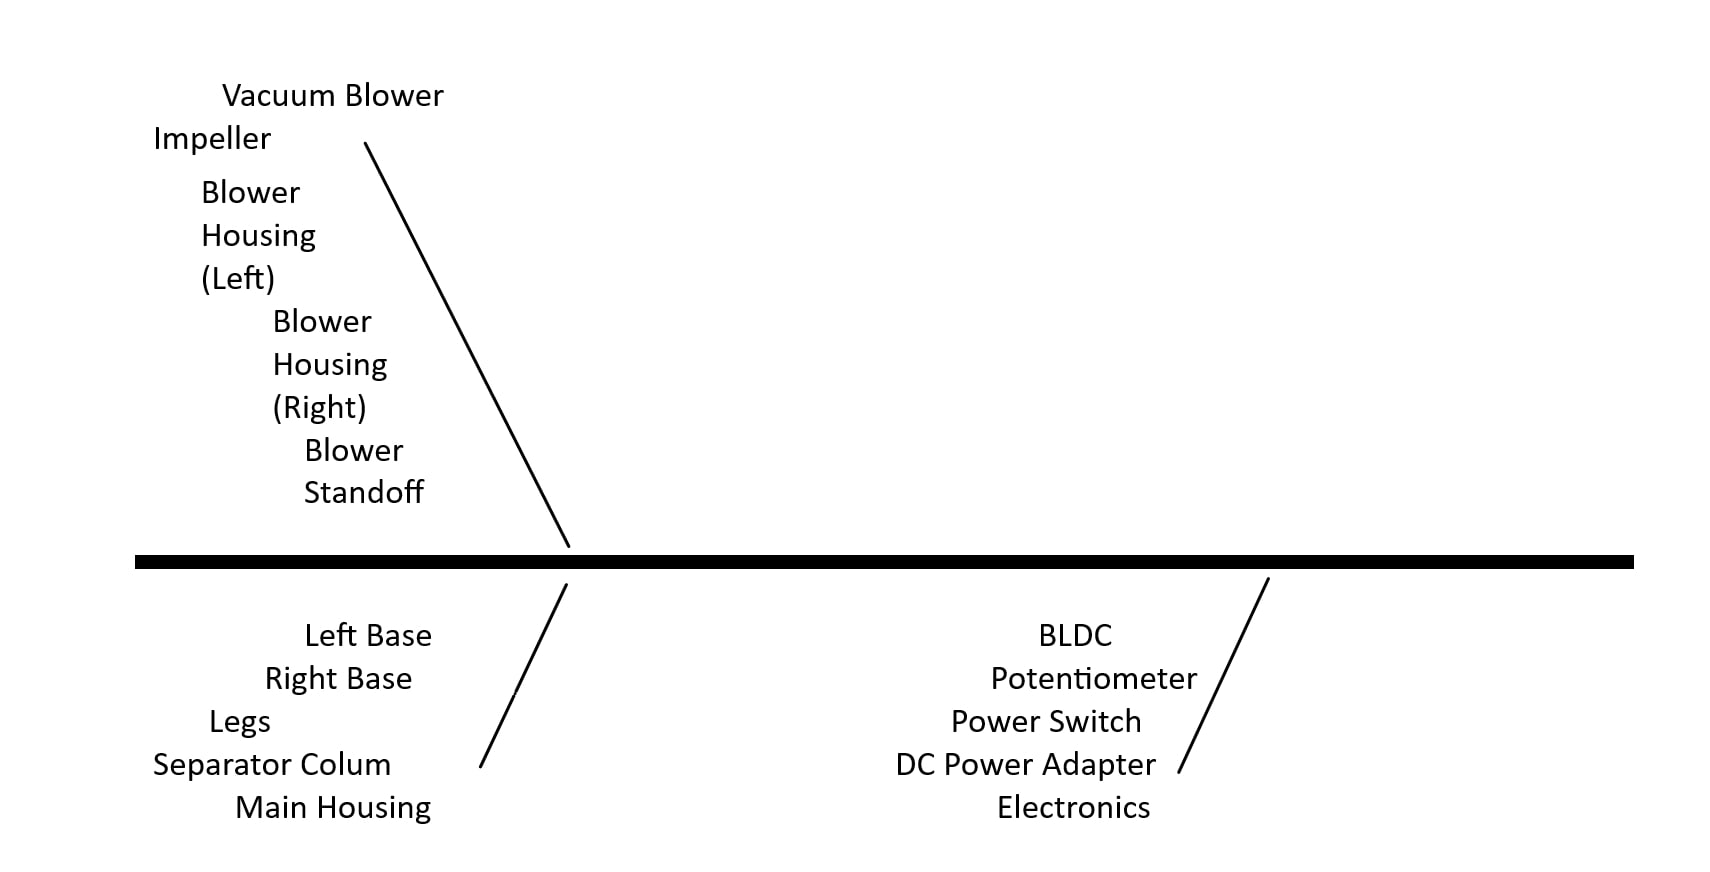 Vacuum Blower
Impeller
Blower
Housing
(Left)
Blower
Housing
(Right)
Blower
Standoff
Left Base
Right Base
Legs
Separator Colum
Main Housing
BLDC
Potentiometer
Power Switch
DC Power Adapter
Electronics